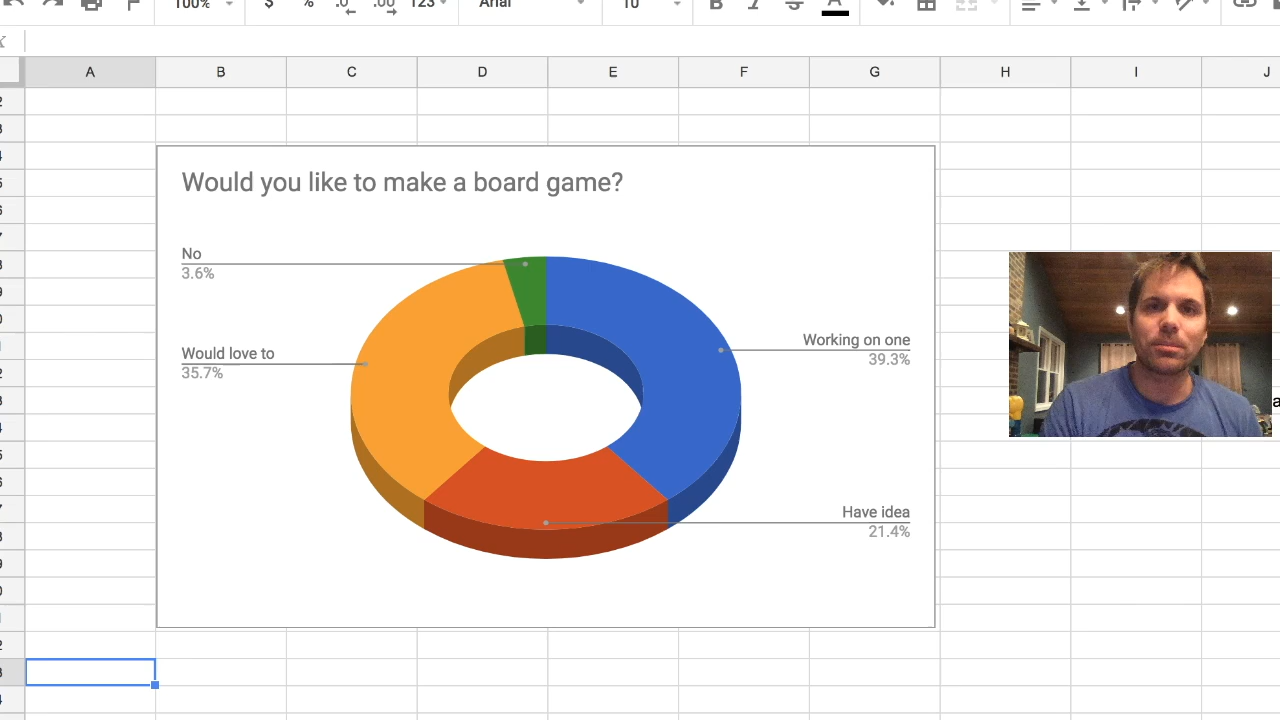 100% $ % .0 .00 123 Arial 10 B I S A
A B C D E F G H I J
Would you like to make a board game?
No
3.6%
Working on one
39.3%
Would love to
35.7%
Have idea
21.4%